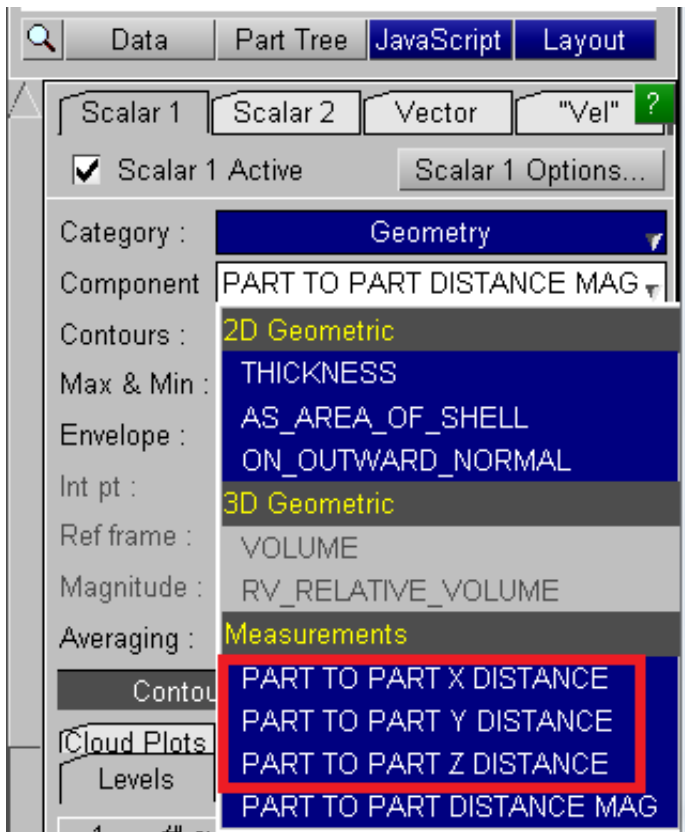 Data Part Tree JavaScript Layout
Scalar 1 Scalar 2 Vector "Vel" ?
Scalar 1 Active Scalar 1 Options...
Category : Geometry
Component PART TO PART DISTANCE MAG
Contours : 2D Geometric
Max & Min : THICKNESS
AS_AREA_OF_SHELL
Envelope :
ON_OUTWARD_NORMAL
Int pt : 3D Geometric
Ref frame : VOLUME
Magnitude : RV_RELATIVE_VOLUME
Averaging : Measurements
Contou PART TO PART X DISTANCE
PART TO PART Y DISTANCE
Cloud Plots
PART TO PART Z DISTANCE
Levels
PART TO PART DISTANCE MAG